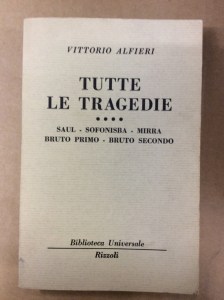 VITTORIO ALFIERI
TUTTE
LE TRAGEDIE
••••
SAUL - SOFONISBA - MIRRA
BRUTO PRIMO - BRUTO SECONDO
Biblioteca Universale
Rizzoli